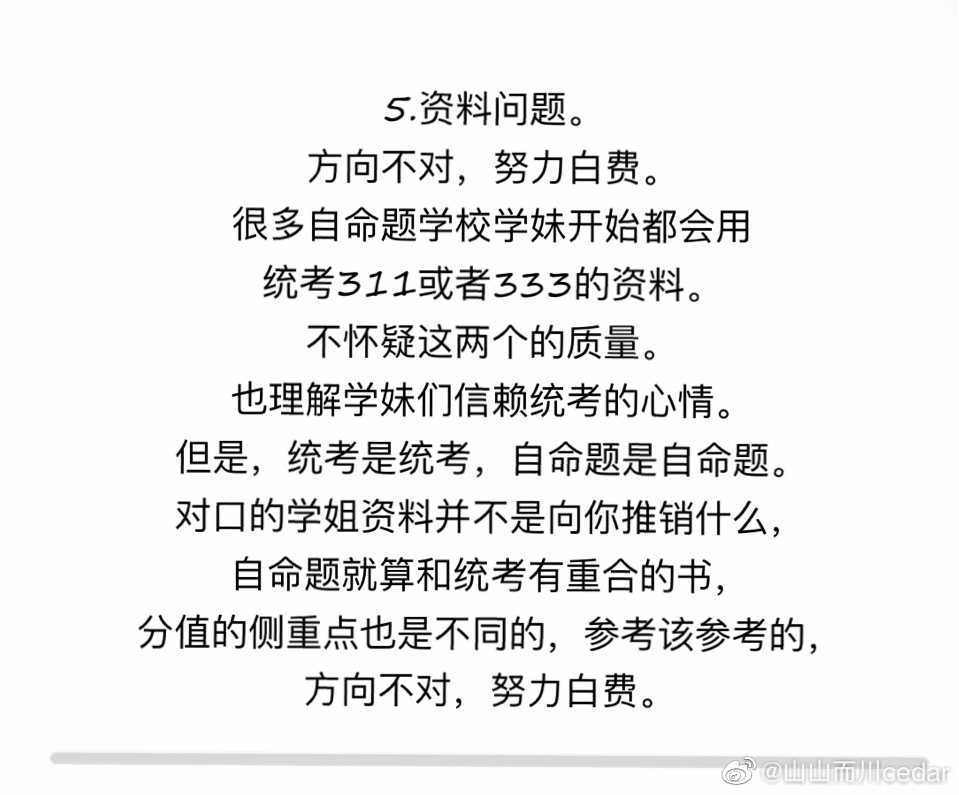 5.资料问题。
方向不对，努力白费。
很多自命题学校学妹开始都会用
统考311或者333的资料。
不怀疑这两个的质量。
也理解学妹们信赖统考的心情。
但是，统考是统考，自命题是自命题。
对口的学姐资料并不是向你推销什么，
自命题就算和统考有重合的书，
分值的侧重点也是不同的，参考该参考的，
方向不对，努力白费。
@山山而川cedar